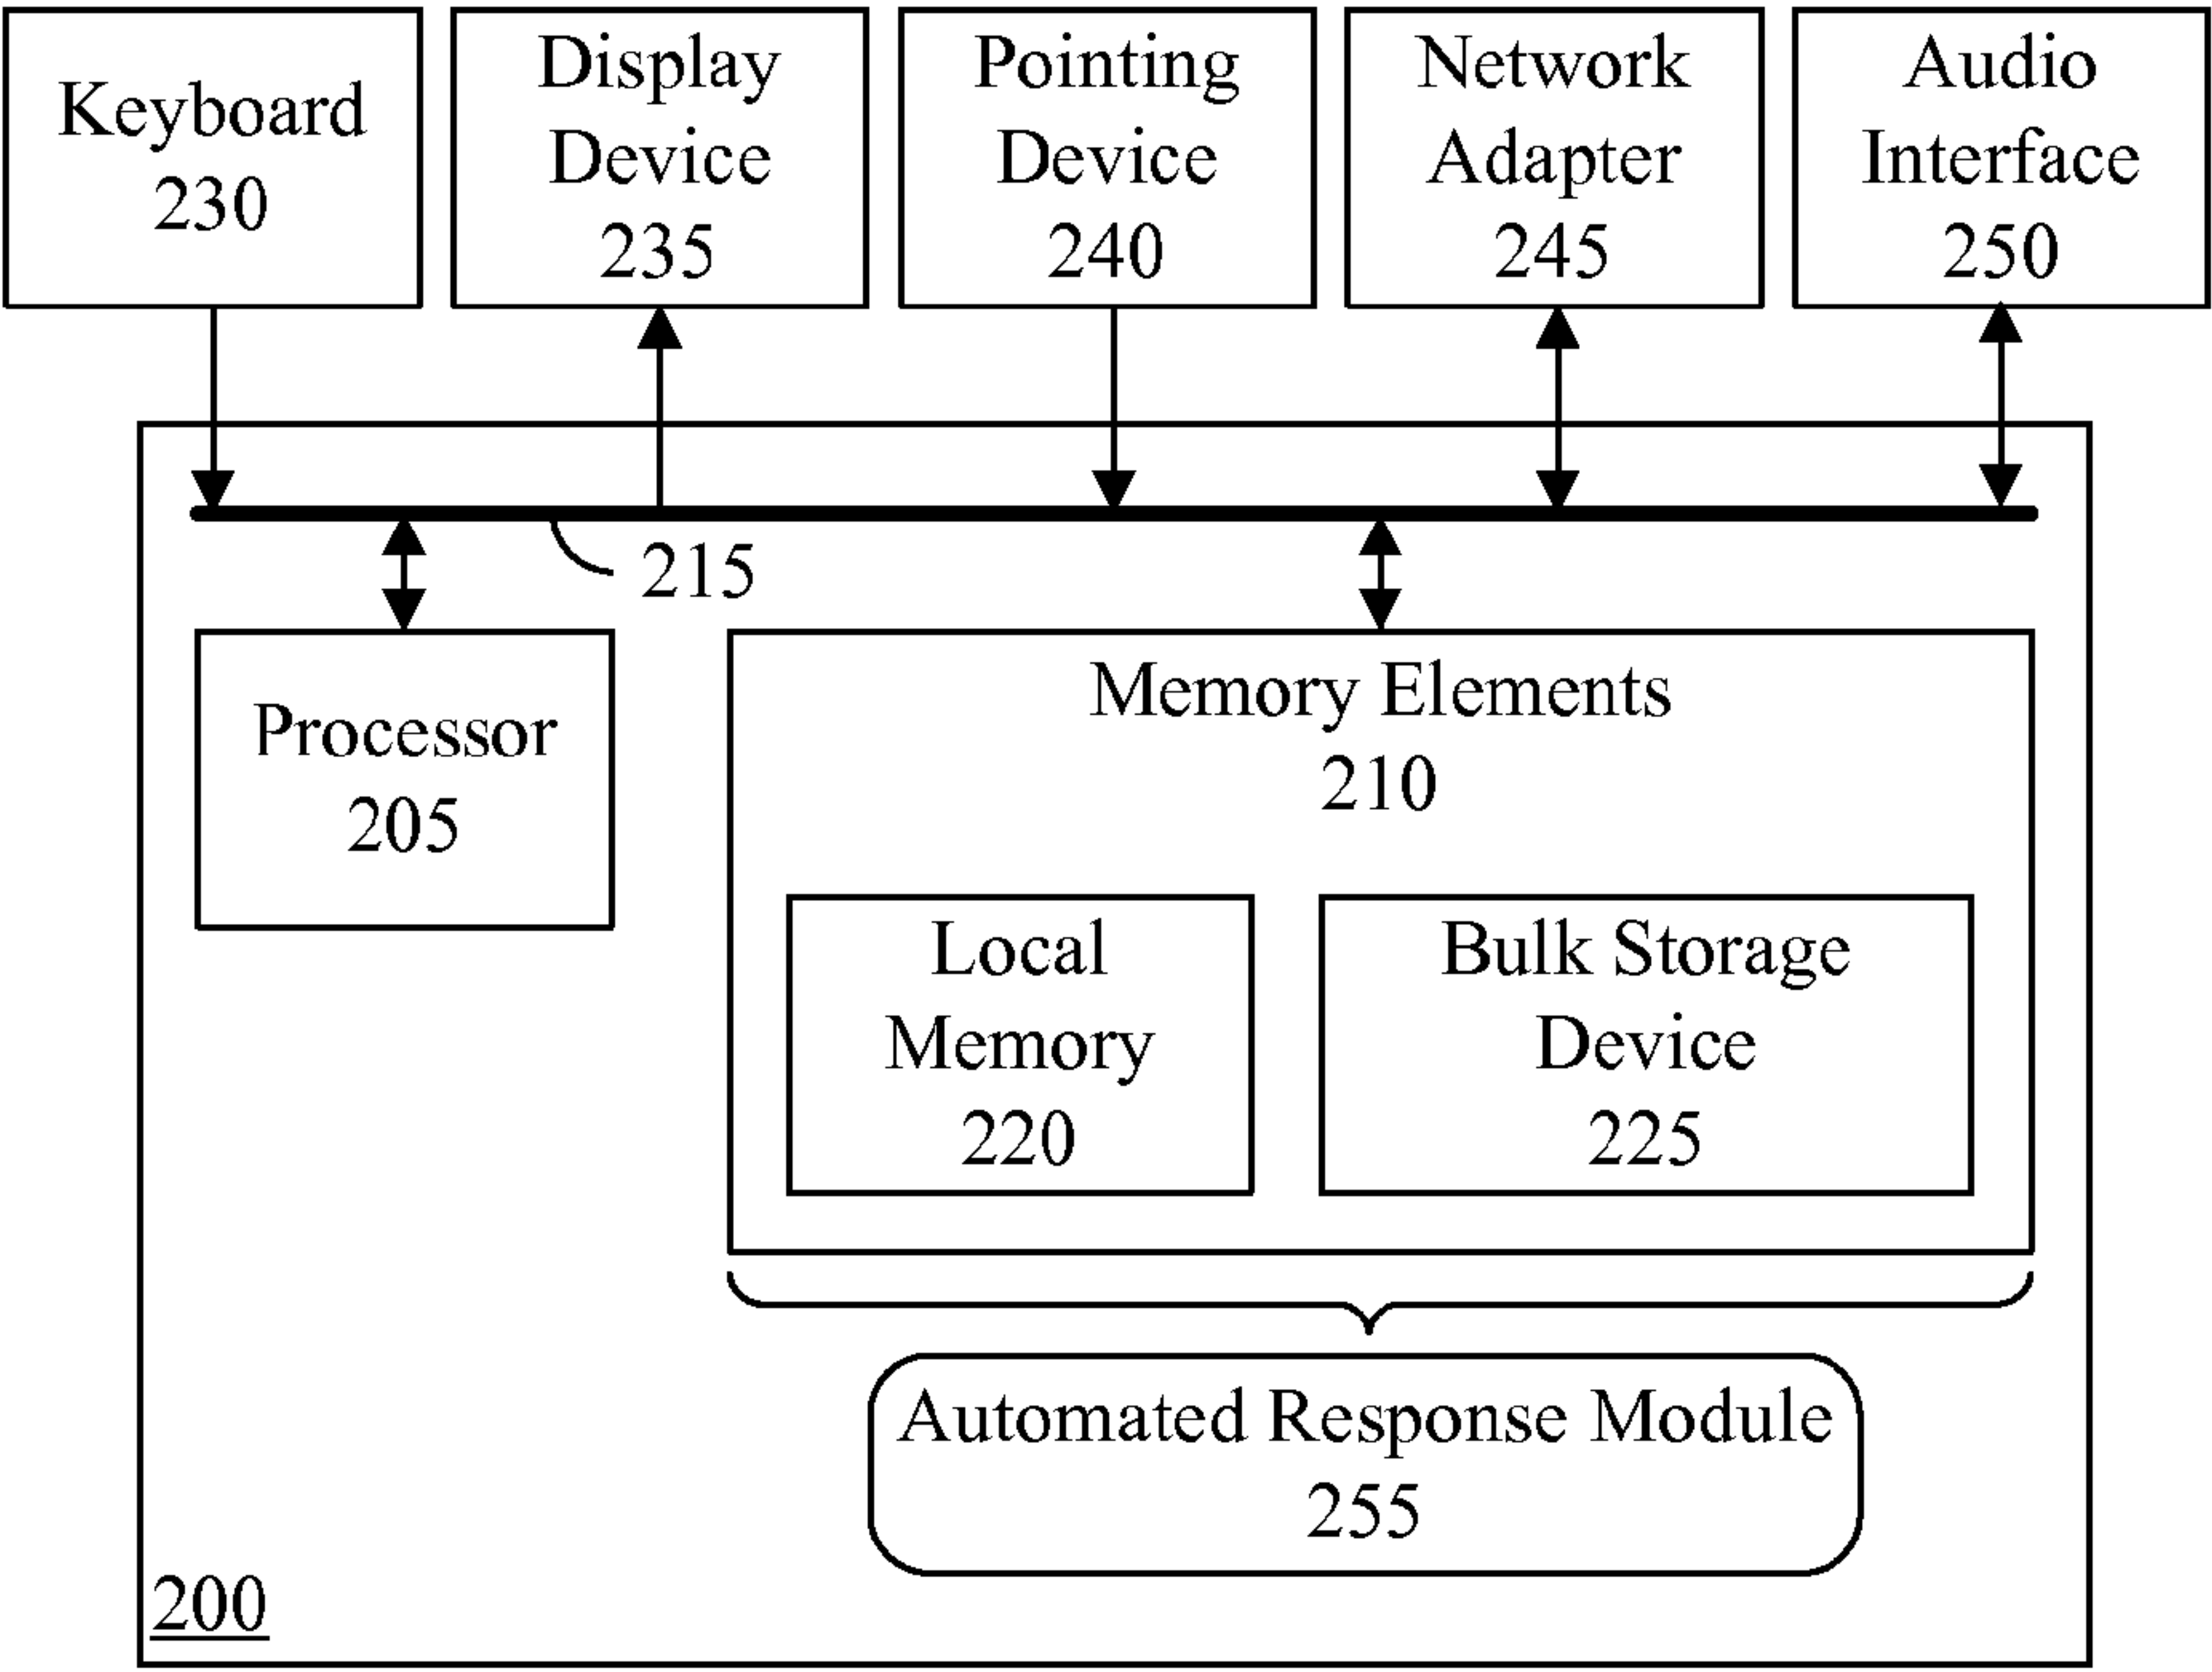 Keyboard
230
Display
Device
235
Pointing
Device
240
Network
Adapter
245
Audio
Interface
250
215
Processor
205
Memory Elements
210
Local
Memory
220
Bulk Storage
Device
225
Automated Response Module
255
200